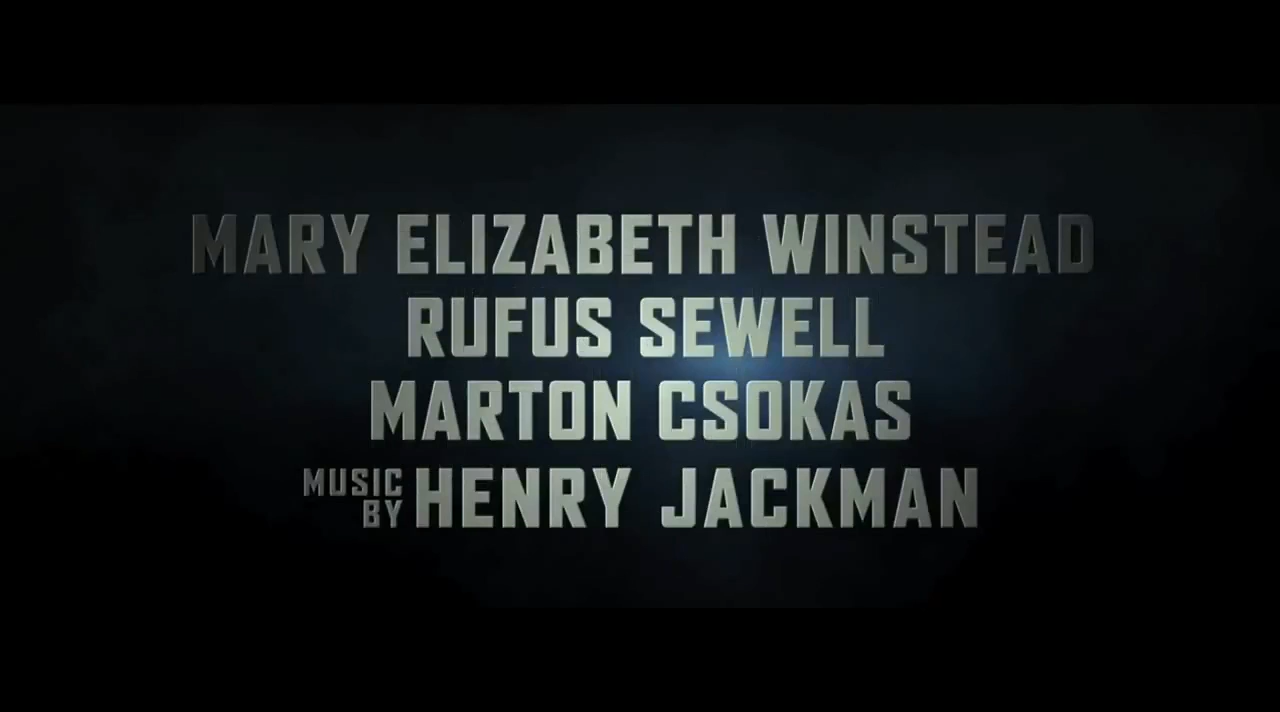 MARY ELIZABETH WINSTEAD
RUFUS SEWELL
MARTON CSOKAS
MUSIC BY HENRY JACKMAN